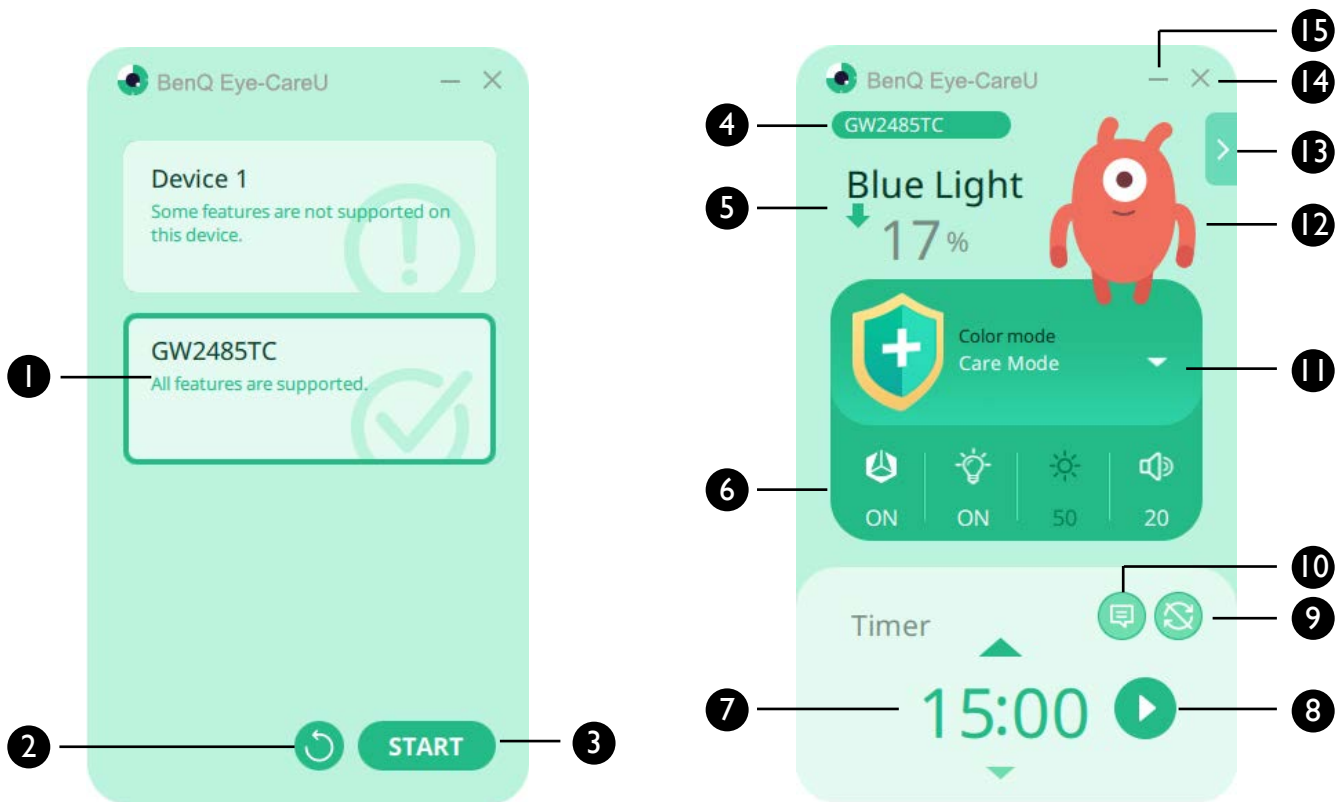 BenQ Eye-CareU
Device 1
Some features are not supported on
this device.
1
GW2485TC
All features are supported.
2
START
3
15
BenQ Eye-CareU
14
4
GW2485TC
13
Blue Light
5
17 %
12
Color mode
Care Mode
11
6
ON
ON
50
20
10
Timer
9
7
15:00
8